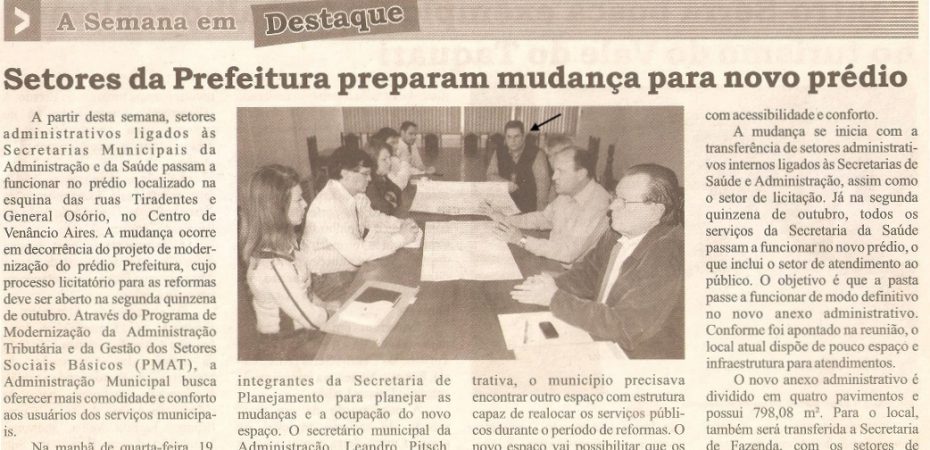 A Semana em Destaque
Setores da Prefeitura preparam mudança para novo prédio
A partir desta semana, setores
administrativos ligados às
Secretarias Municipais da
Administração e da Saúde passam a
funcionar no prédio localizado na
esquina das ruas Tiradentes e
General Osório, no Centro de
Venâncio Aires. A mudança ocorre
em decorrência do projeto de moder-
nização do prédio Prefeitura, cujo
processo licitatório para as reformas
deve ser aberto na segunda quinzena
de outubro. Através do Programa de
Modernização da Administração
Tributária e da Gestão dos Setores
Sociais Básicos (PMAT), a
Administração Municipal busca
oferecer mais comodidade e conforto
aos usuários dos serviços municipa-
is.
Na manhã de quarta-feira, 19,
integrantes da Secretaria de
Planejamento para planejar as
mudanças e a ocupação do novo
espaço. O secretário municipal da
Administração, Leandro Pitsch,
trativa, o município precisava
encontrar outro espaço com estrutura
capaz de realocar os serviços públi-
cos durante o período de reformas. O
novo espaço vai possibilitar que os
com acessibilidade e conforto.
A mudança se inicia com a
transferência de setores administrati-
vos internos ligados às Secretarias de
Saúde e Administração, assim como
o setor de licitação. Já na segunda
quinzena de outubro, todos os
serviços da Secretaria da Saúde
passam a funcionar no novo prédio, o
que inclui o setor de atendimento ao
público. O objetivo é que a pasta
passe a funcionar de modo definitivo
no novo anexo administrativo.
Conforme foi apontado na reunião, o
local atual dispõe de pouco espaço e
infraestrutura para atendimentos.
O novo anexo administrativo é
dividido em quatro pavimentos e
possui 798,08 m². Para o local,
também será transferida a Secretaria
de Fazenda, com os setores de